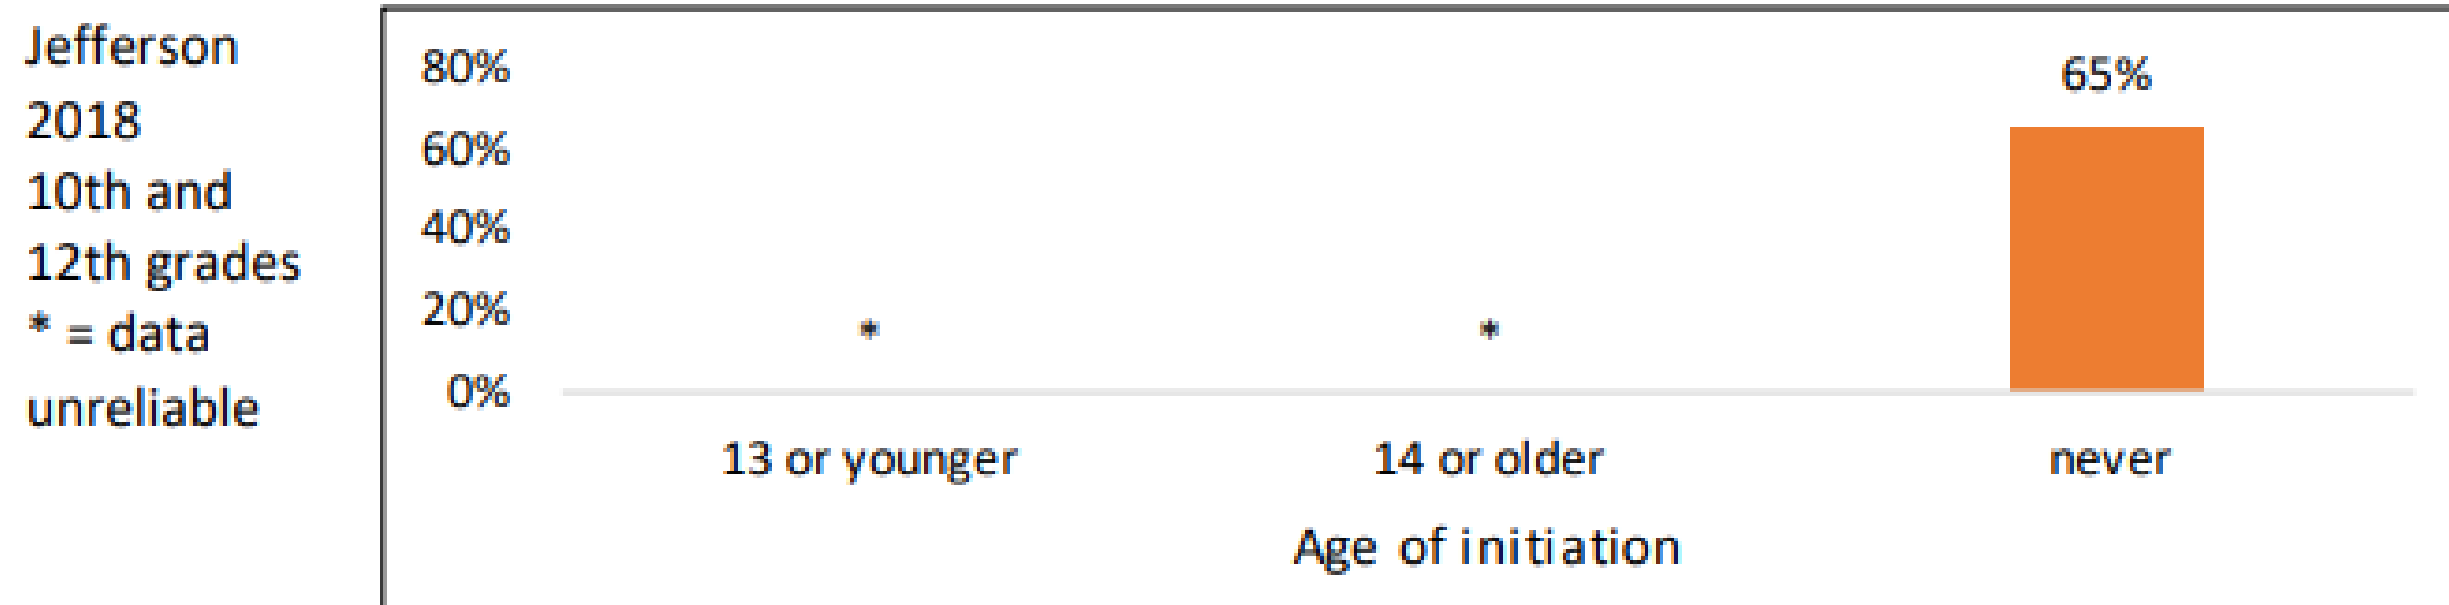 Jefferson
2018
10th and
12th grades
* = data
unreliable
80%
60%
40%
20%
0%
*
*
65%
13 or younger
14 or older
never
Age of initiation